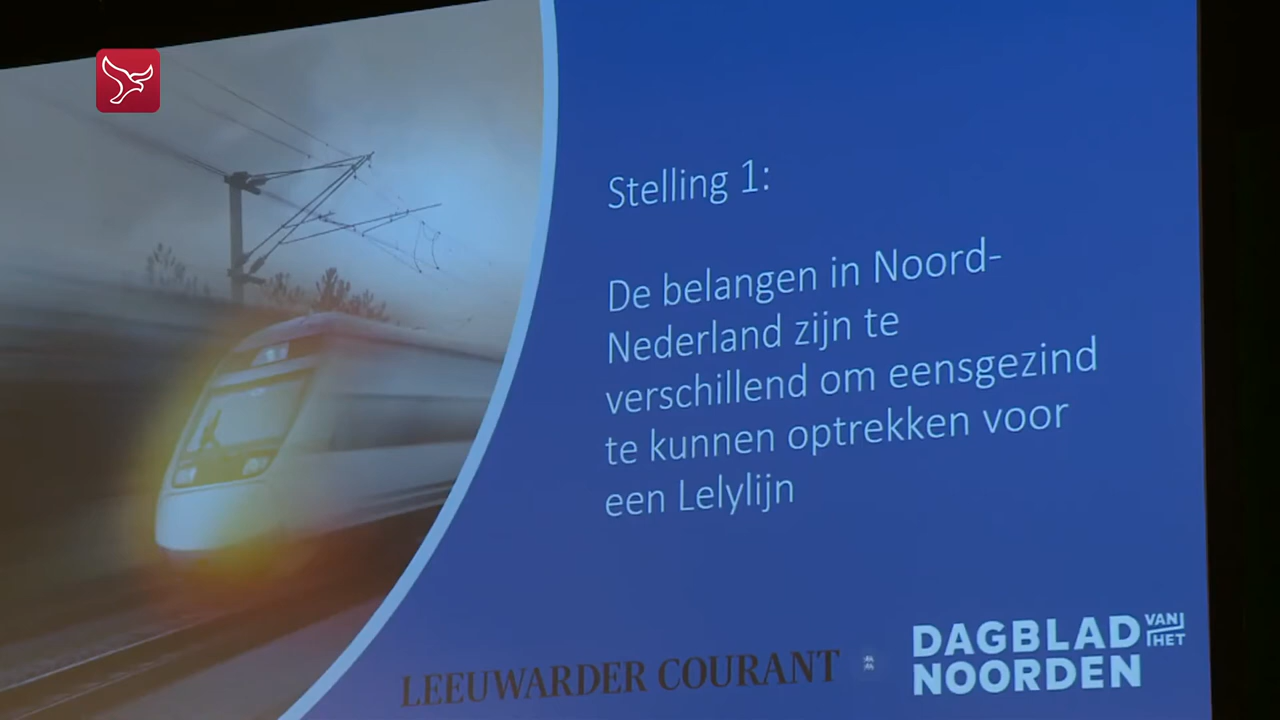 Stelling 1:
De belangen in Noord-
Nederland zijn te
verschillend om eensgezind
te kunnen optrekken voor
een Lelylijn
LEEUWARDER COURANT
DAGBLAD VAN HET
NOORDEN